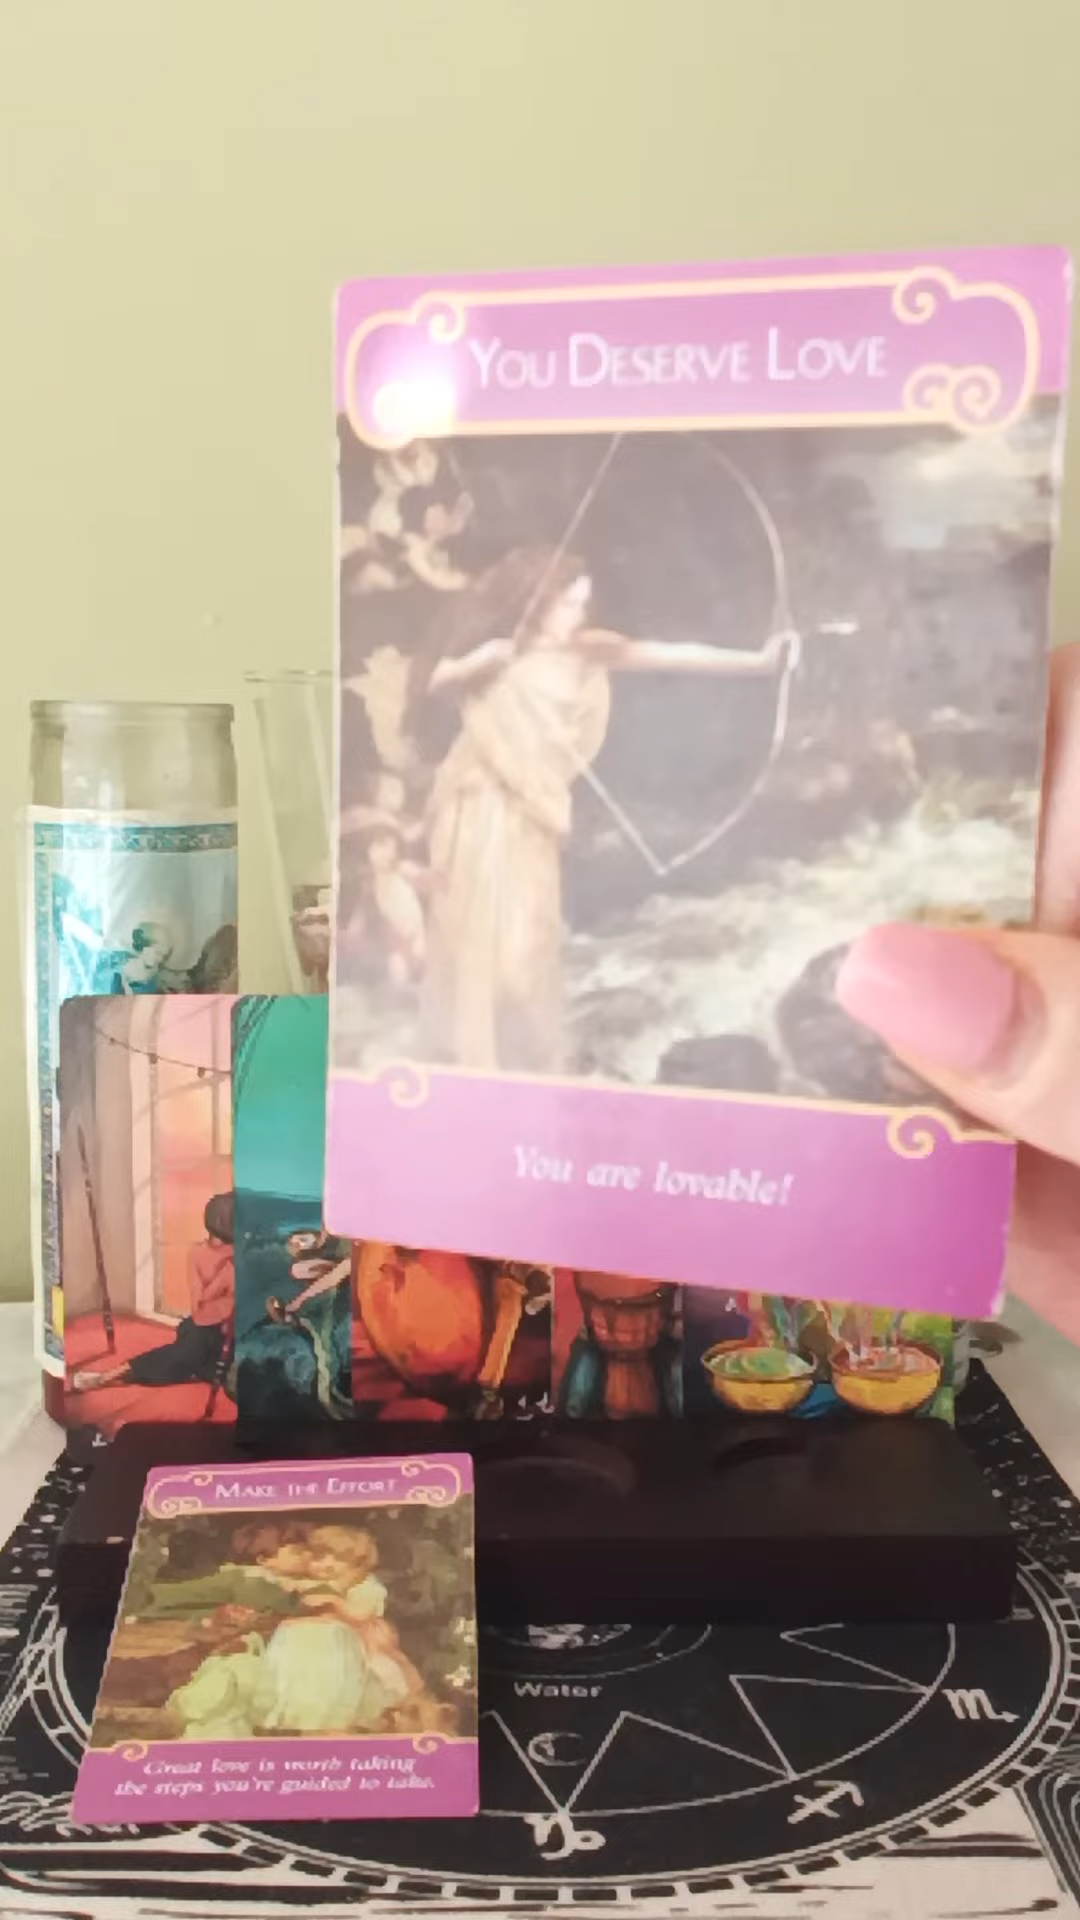 YOU DESERVE LOVE
You are lovable!
MAKE THE EFFORT
Great love is worth taking
the steps you're guided to take.
Water